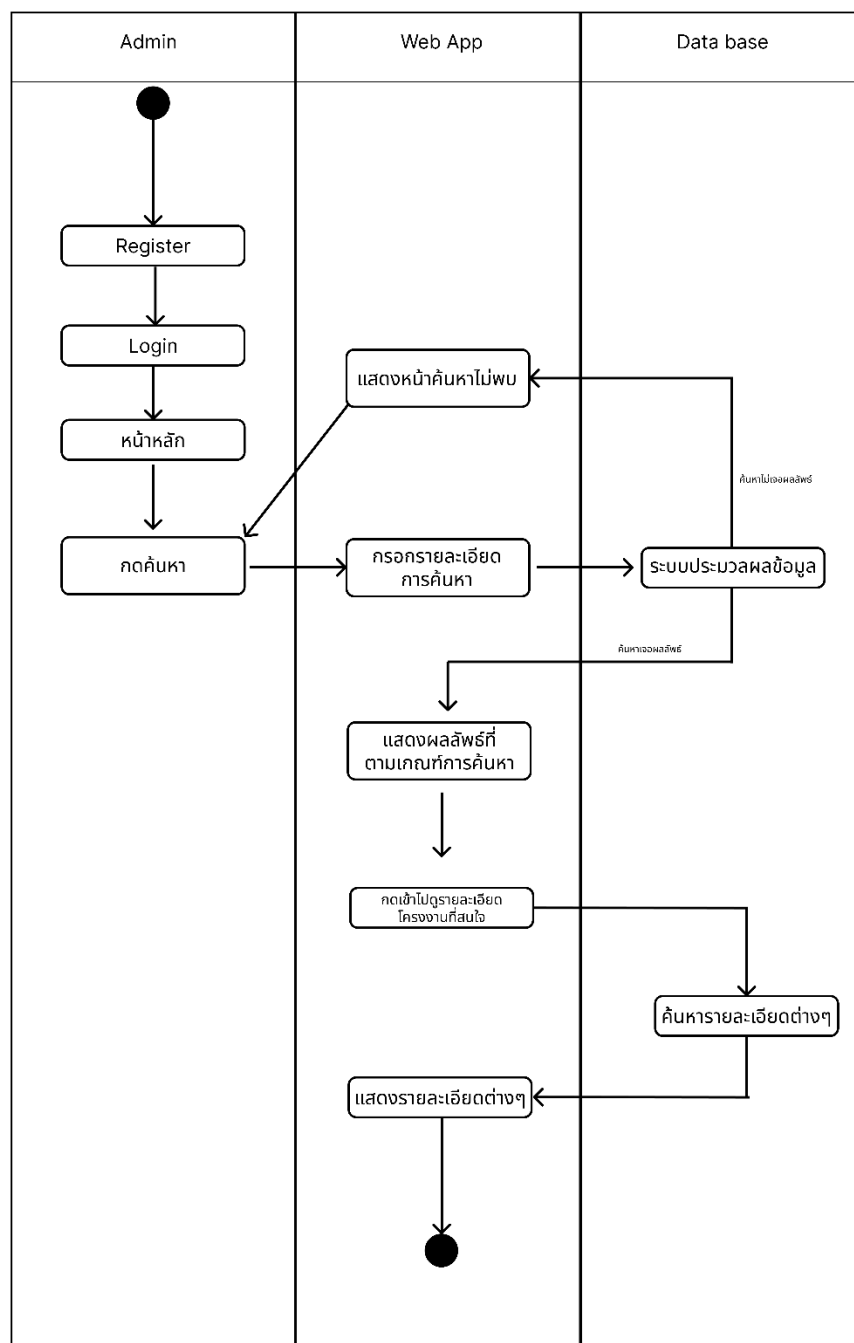 Admin
Web App
Data base
Register
Login
แสดงหน้าค้นหาไม่พบ
หน้าหลัก
ค้นหาไม่เจอผลลัพธ์
กดค้นหา
กรอกรายละเอียด
การค้นหา
ระบบประมวลผลข้อมูล
ค้นหาเจอผลลัพธ์
แสดงผลลัพธ์ที่
ตามเกณฑ์การค้นหา
กดเข้าไปดูรายละเอียด
โครงงานที่สนใจ
ค้นหารายละเอียดต่างๆ
แสดงรายละเอียดต่างๆ